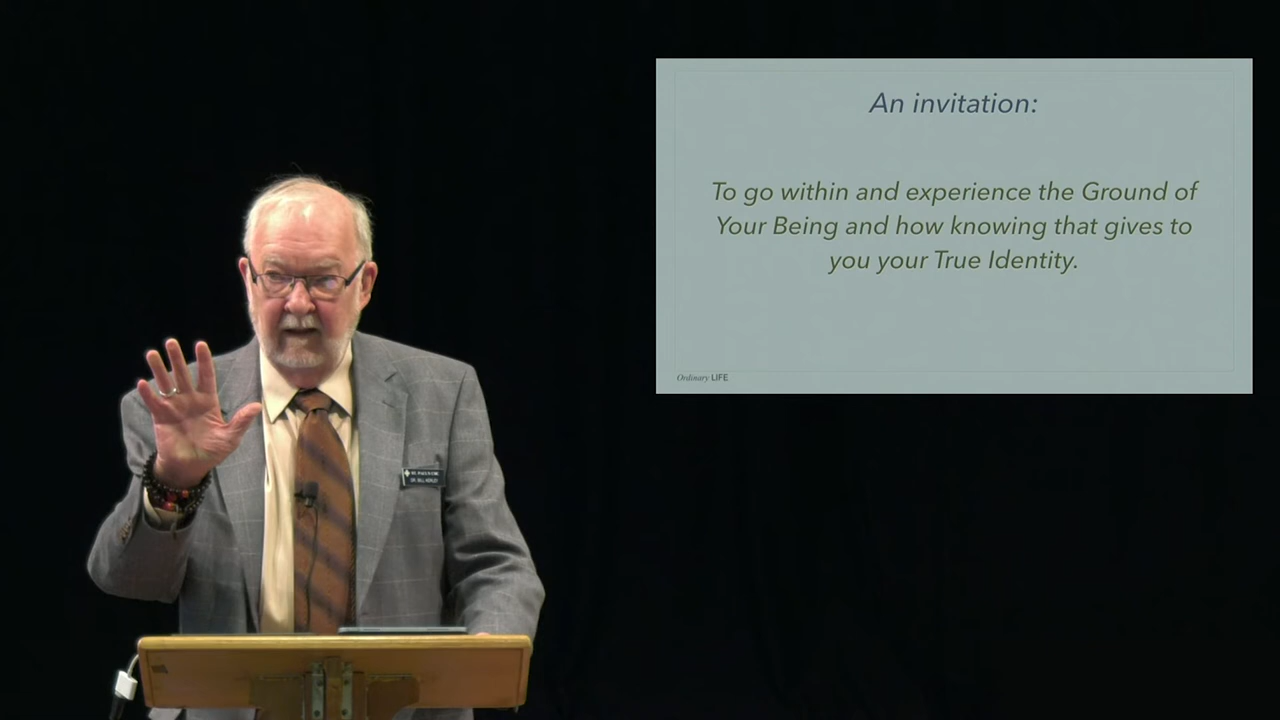 An invitation:
To go within and experience the Ground of
Your Being and how knowing that gives to
you your True Identity.
Ordinary LIFE